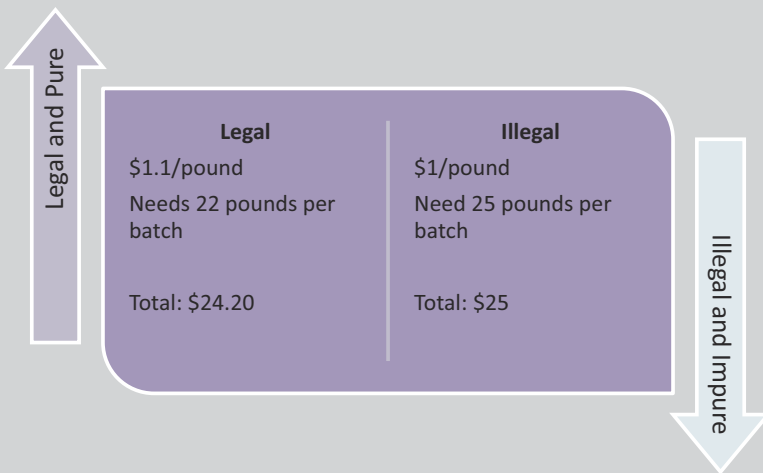 Legal and Pure
Legal
$1.1/pound
Needs 22 pounds per
batch
Total: $24.20
Illegal
$1/pound
Need 25 pounds per
batch
Total: $25
Illegal and Impure